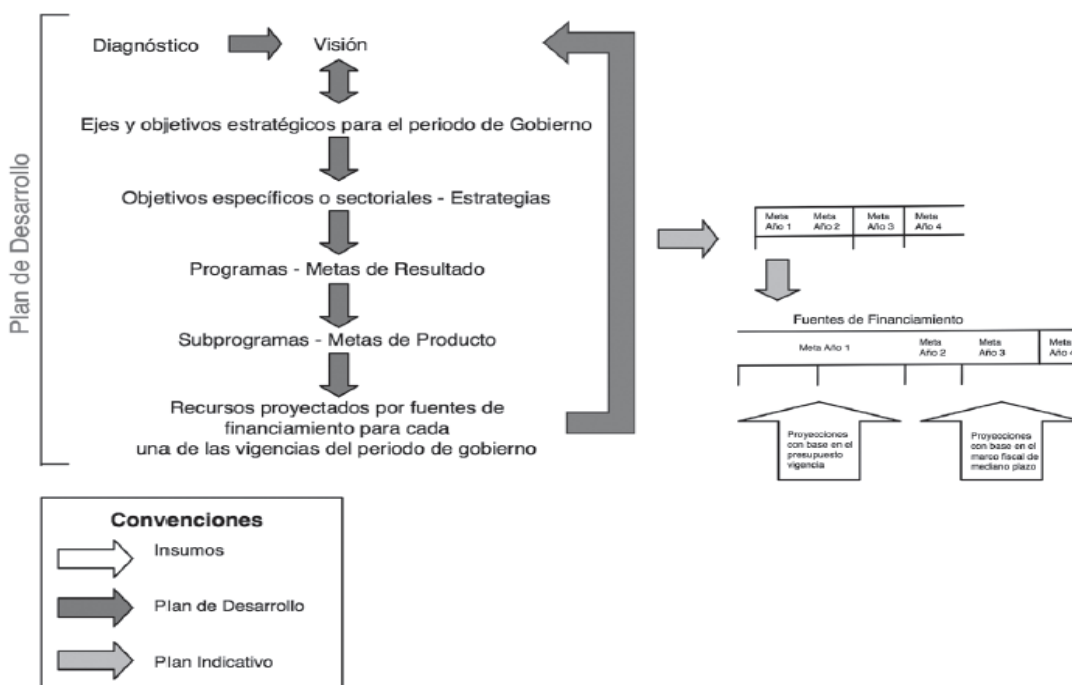 Plan de Desarrollo
Diagnóstico
Visión
Ejes y objetivos estratégicos para el periodo de Gobierno
Objetivos específicos o sectoriales - Estrategias
Programas - Metas de Resultado
Subprogramas - Metas de Producto
Recursos proyectados por fuentes de
financiamiento para cada
una de las vigencias del periodo de gobierno
Meta Año 1
Meta Año 2
Meta Año 3
Meta Año 4
Fuentes de Financiamiento
Meta Año 1
Meta Año 2
Meta Año 3
Meta Año 4
Proyecciones
con base en el
presupuesto
vigencia
Proyecciones
con base en el
marco fiscal de
mediano plazo
Convenciones
Insumos
Plan de Desarrollo
Plan Indicativo